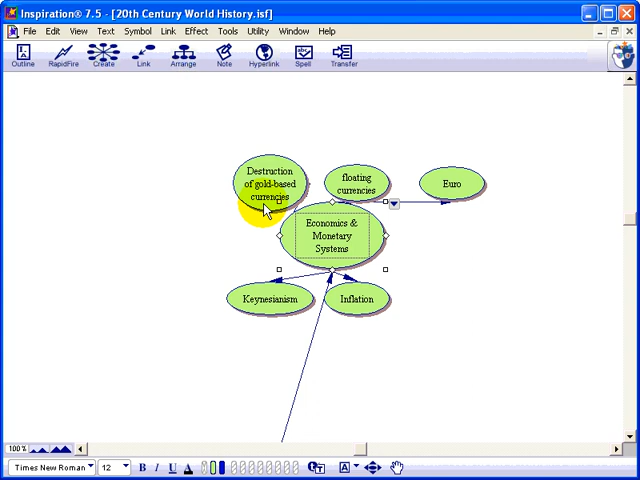 Inspiration® 7.5 - [20th Century World History.isf]
File Edit View Text Symbol Link Effect Tools Utility Window Help
Outline RapidFire Create Link Arrange Note Hyperlink Spell Transfer
Destruction
of gold-based
currencies
floating
currencies
Euro
Economics &
Monetary
Systems
Keynesianism
Inflation
100%
Times New Roman 12 B I U A A